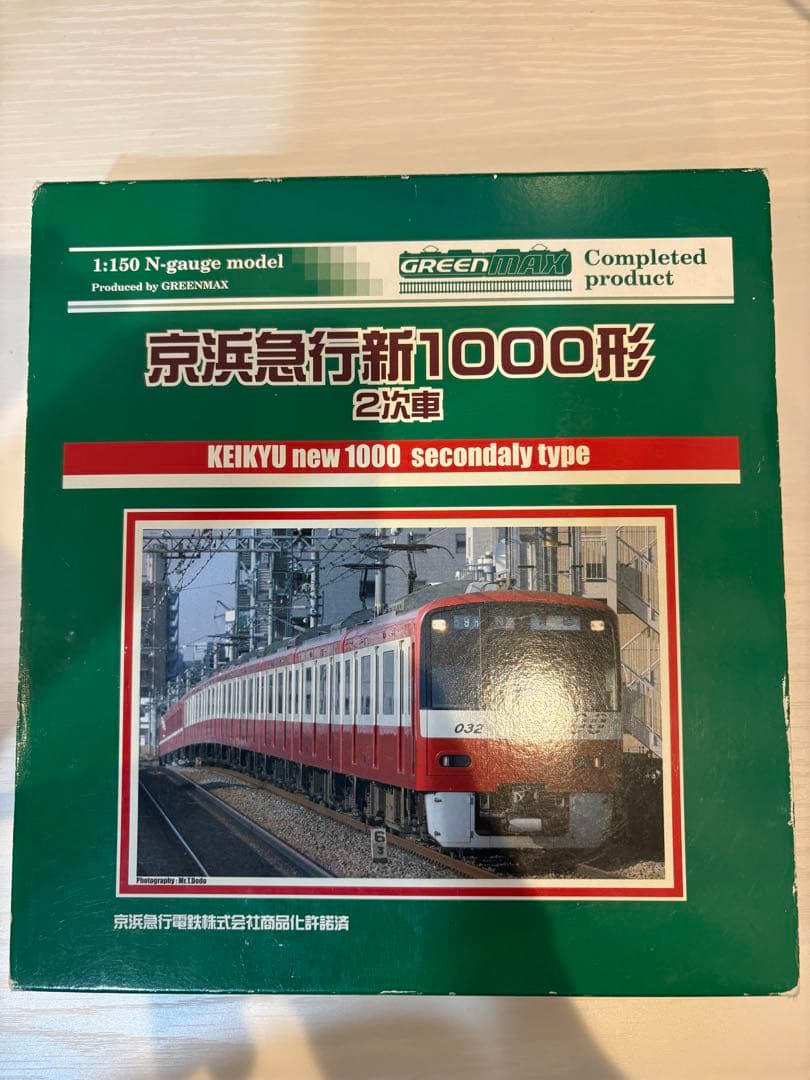 1:150 N-gauge model
Produced by GREENMAX
GREENMAX
Completed
product
京浜急行新1000形
2次車
KEIKYU new 1000 secondaly type
032
6
3
Photography : Mr.T.Dodo
京浜急行電鉄株式会社商品化許諾済